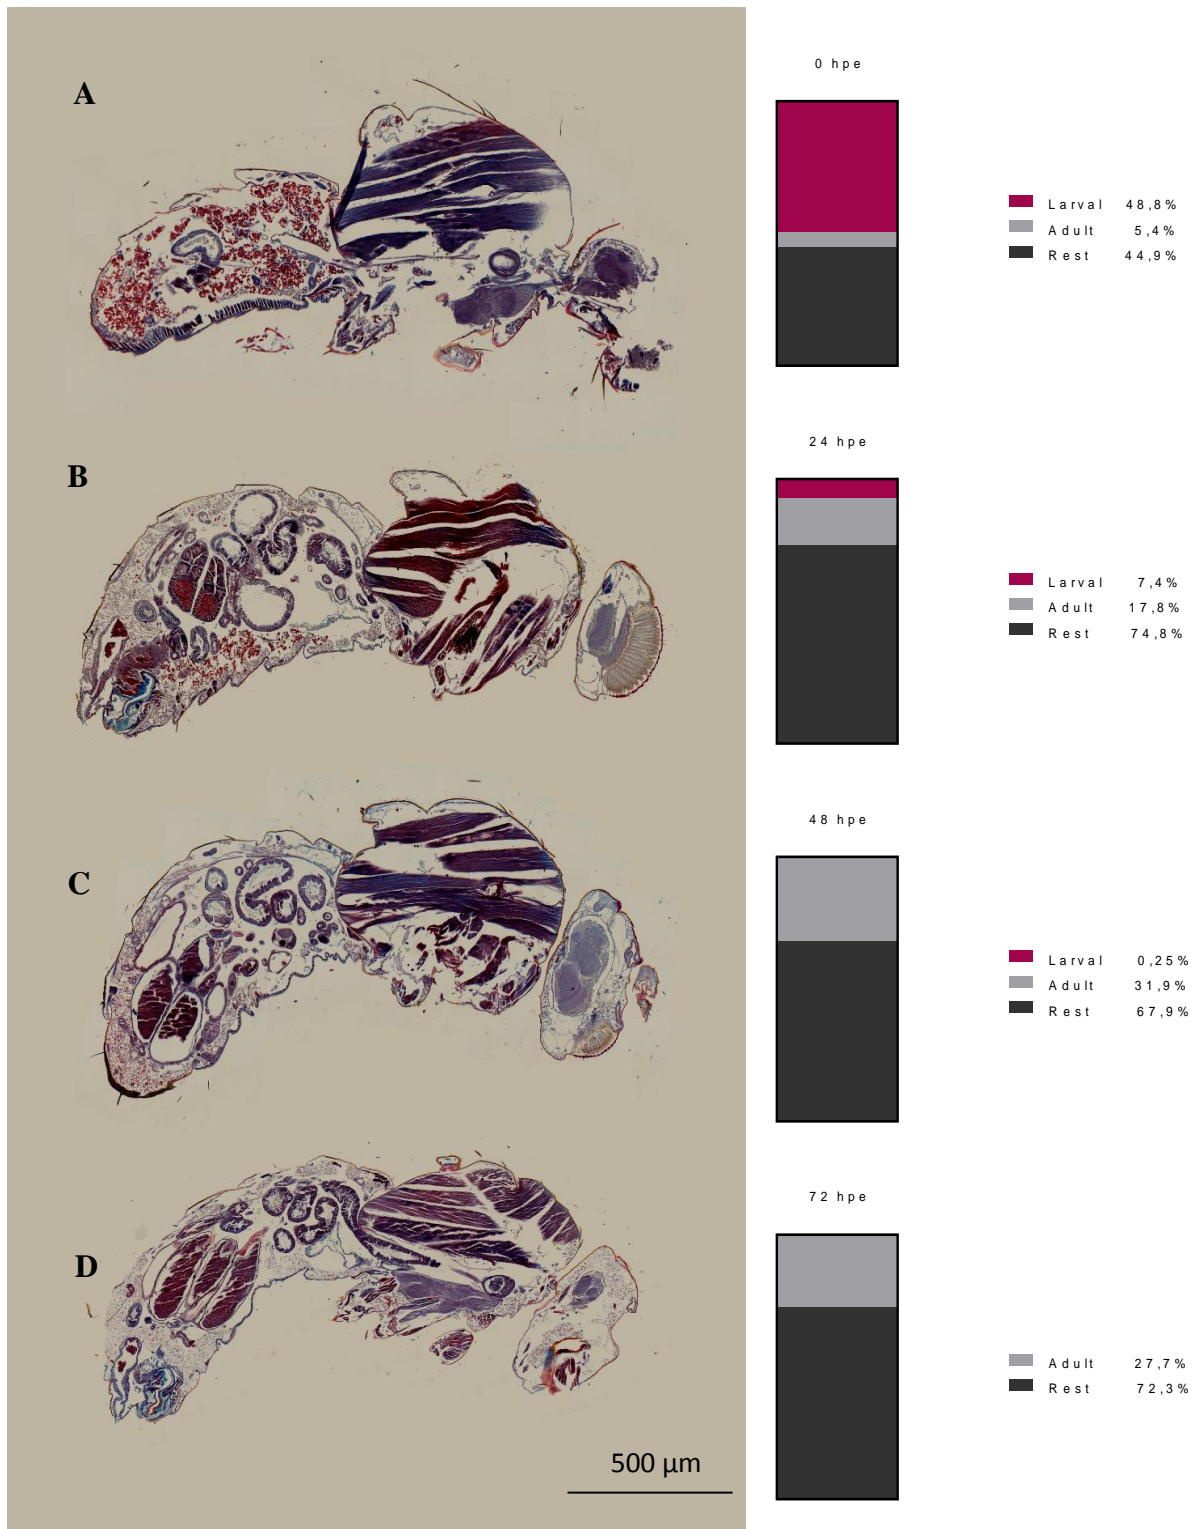 A
0 hpe
Larval 48,8%
Adult 5,4%
Rest 44,9%
B
24 hpe
Larval 7,4%
Adult 17,8%
Rest 74,8%
C
48 hpe
Larval 0,25%
Adult 31,9%
Rest 67,9%
D
72 hpe
Adult 27,7%
Rest 72,3%
500 µm